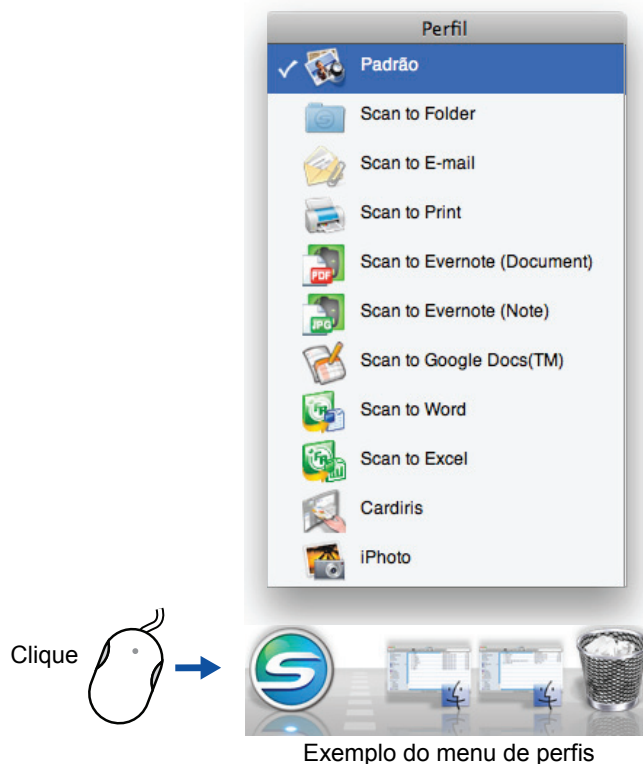 Perfil
Padrão
Scan to Folder
Scan to E-mail
Scan to Print
Scan to Evernote (Document)
PDF
Scan to Evernote (Note)
JPG
Scan to Google Docs(TM)
Scan to Word
Scan to Excel
Cardiris
iPhoto
Clique
Exemplo do menu de perfis